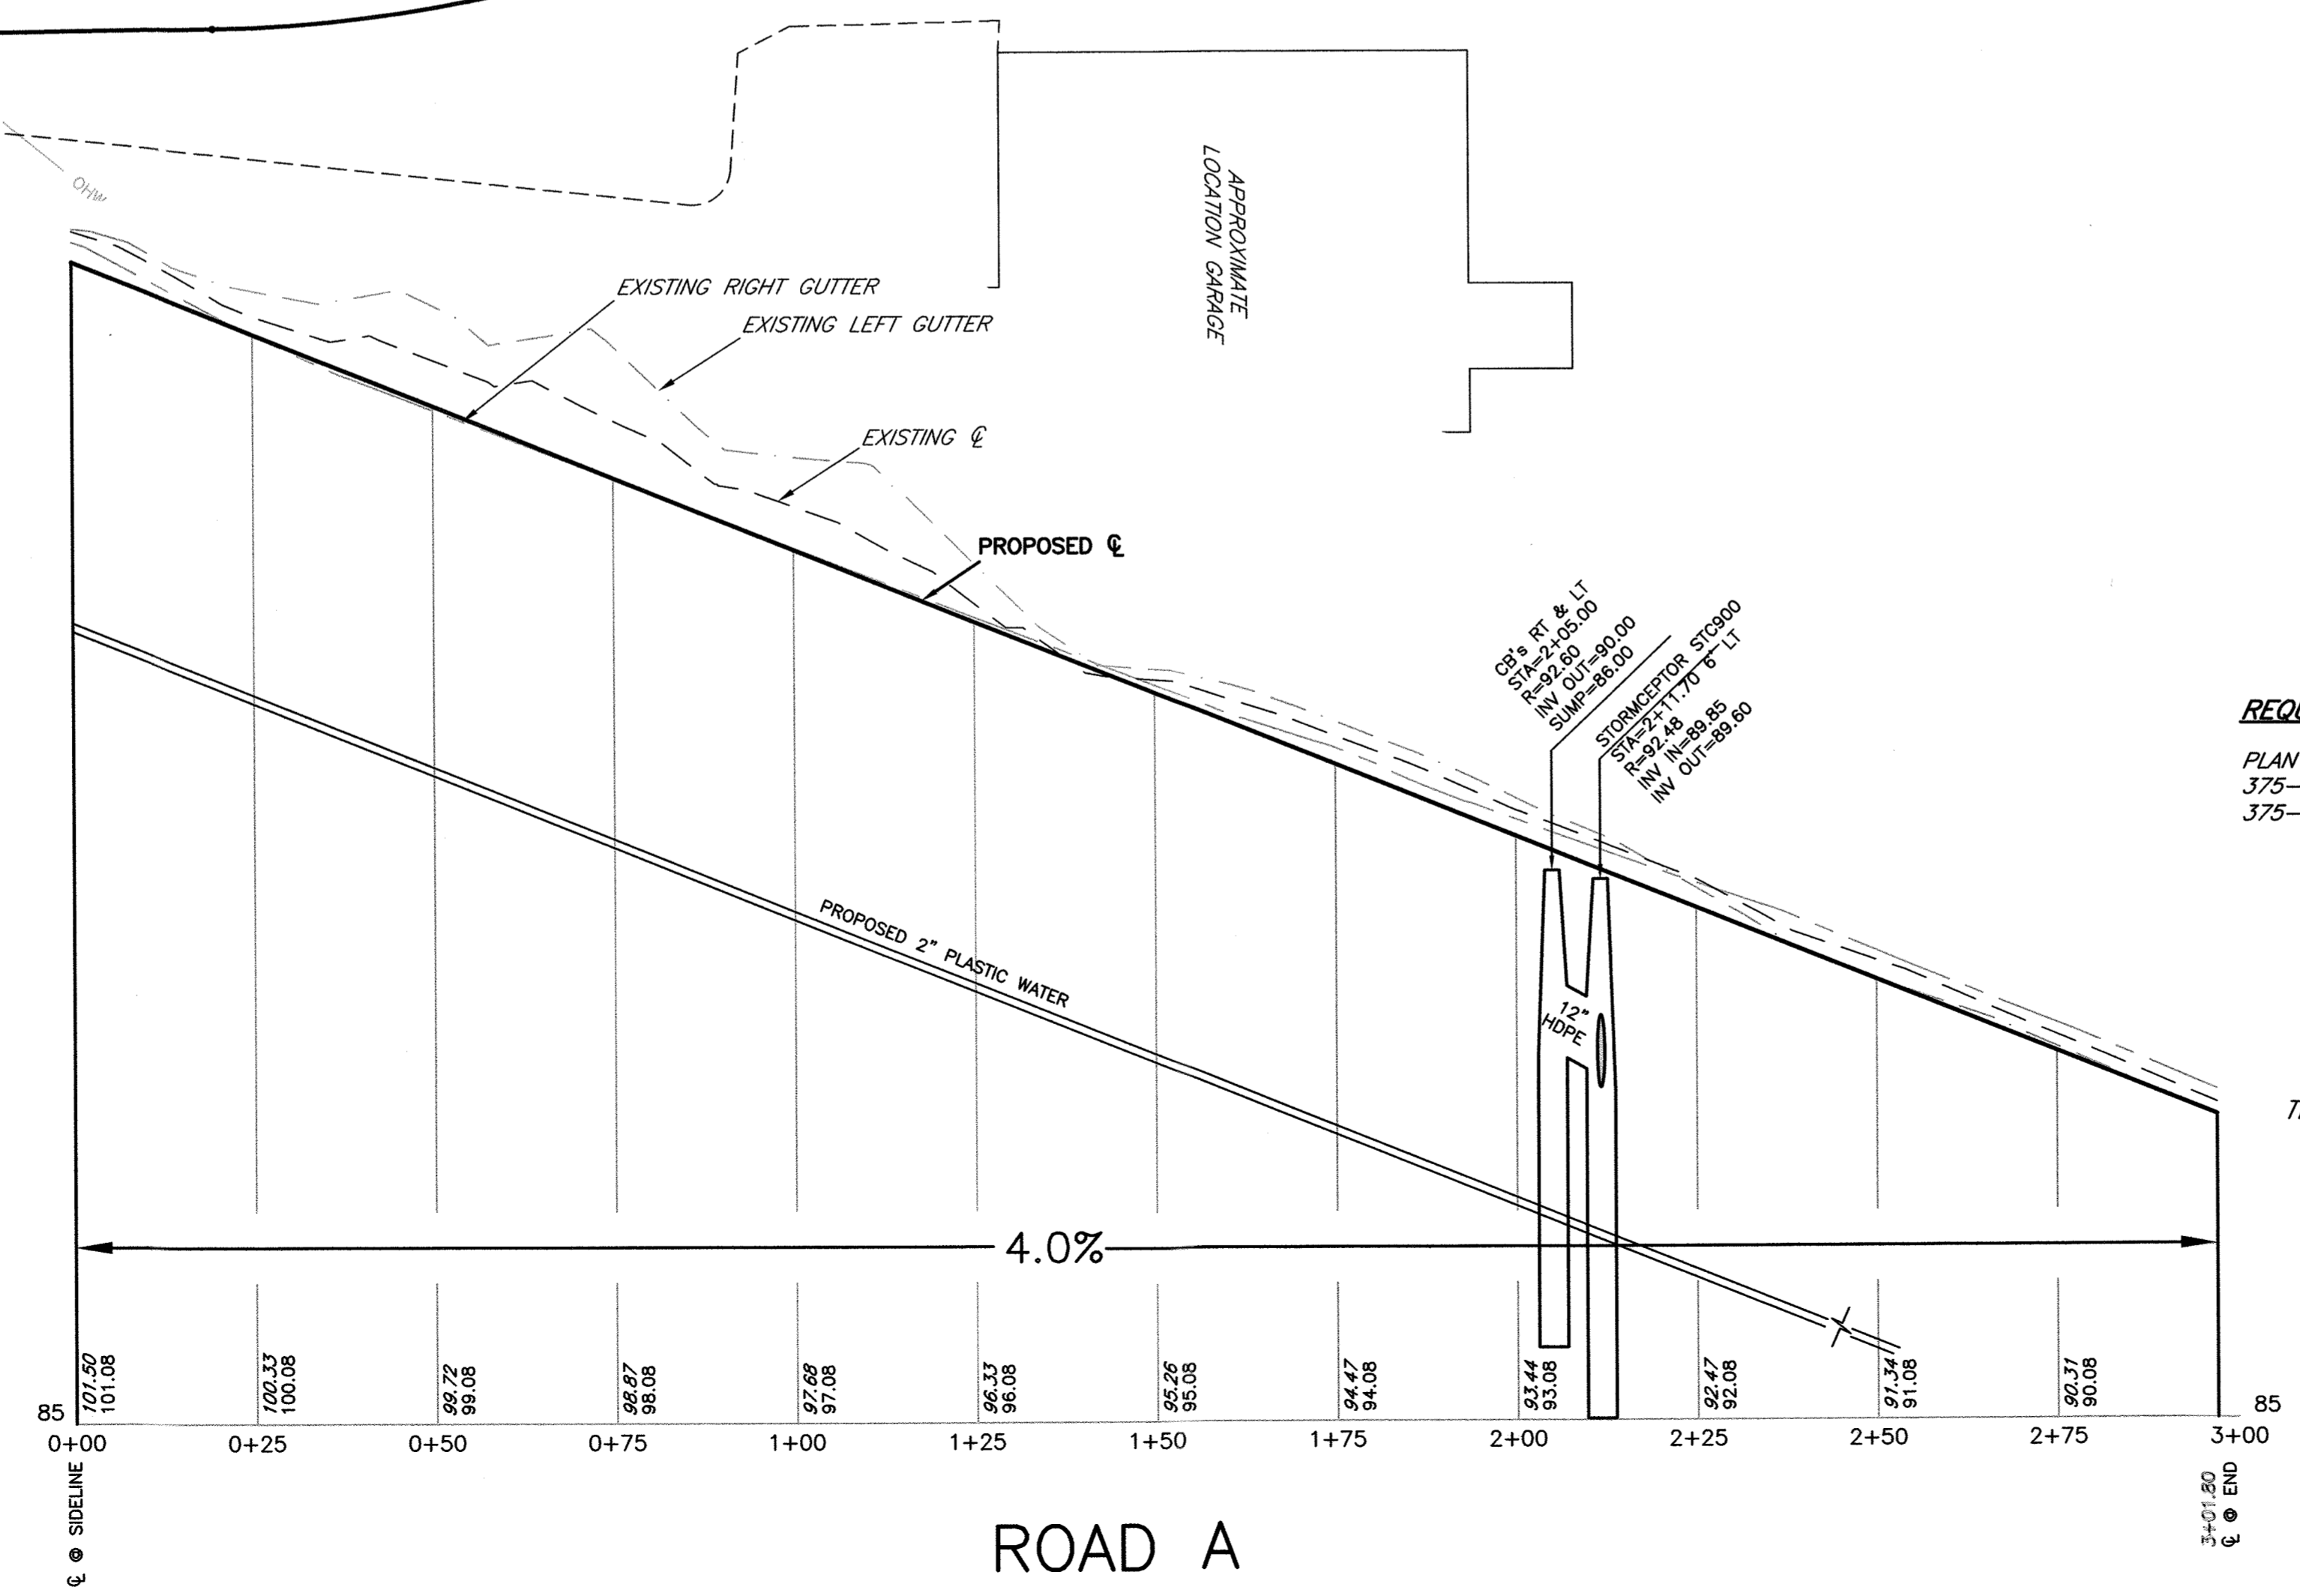 OHW
APPROXIMATE
LOCATION GARAGE
EXISTING RIGHT GUTTER
EXISTING LEFT GUTTER
EXISTING ℄
PROPOSED ℄
CB's RT & LT
STA=2+05.00
R=92.60
INV OUT=90.00
SUMP=86.00
STORMCEPTOR STC900
STA=2+11.70 6' LT
R=92.48
INV IN=89.85
INV OUT=89.60
PLAN
375-
375-
PROPOSED 2" PLASTIC WATER
12"
HDPE
4.0%
101.50
101.08
100.33
100.08
99.72
99.08
98.87
98.08
97.68
97.08
96.33
96.08
95.26
95.08
94.47
94.08
93.44
93.08
92.47
92.08
91.34
91.08
90.31
90.08
85
85
0+00
0+25
0+50
0+75
1+00
1+25
1+50
1+75
2+00
2+25
2+50
2+75
3+00
℄ @ SIDELINE
3+01.80
℄ @ END
ROAD A